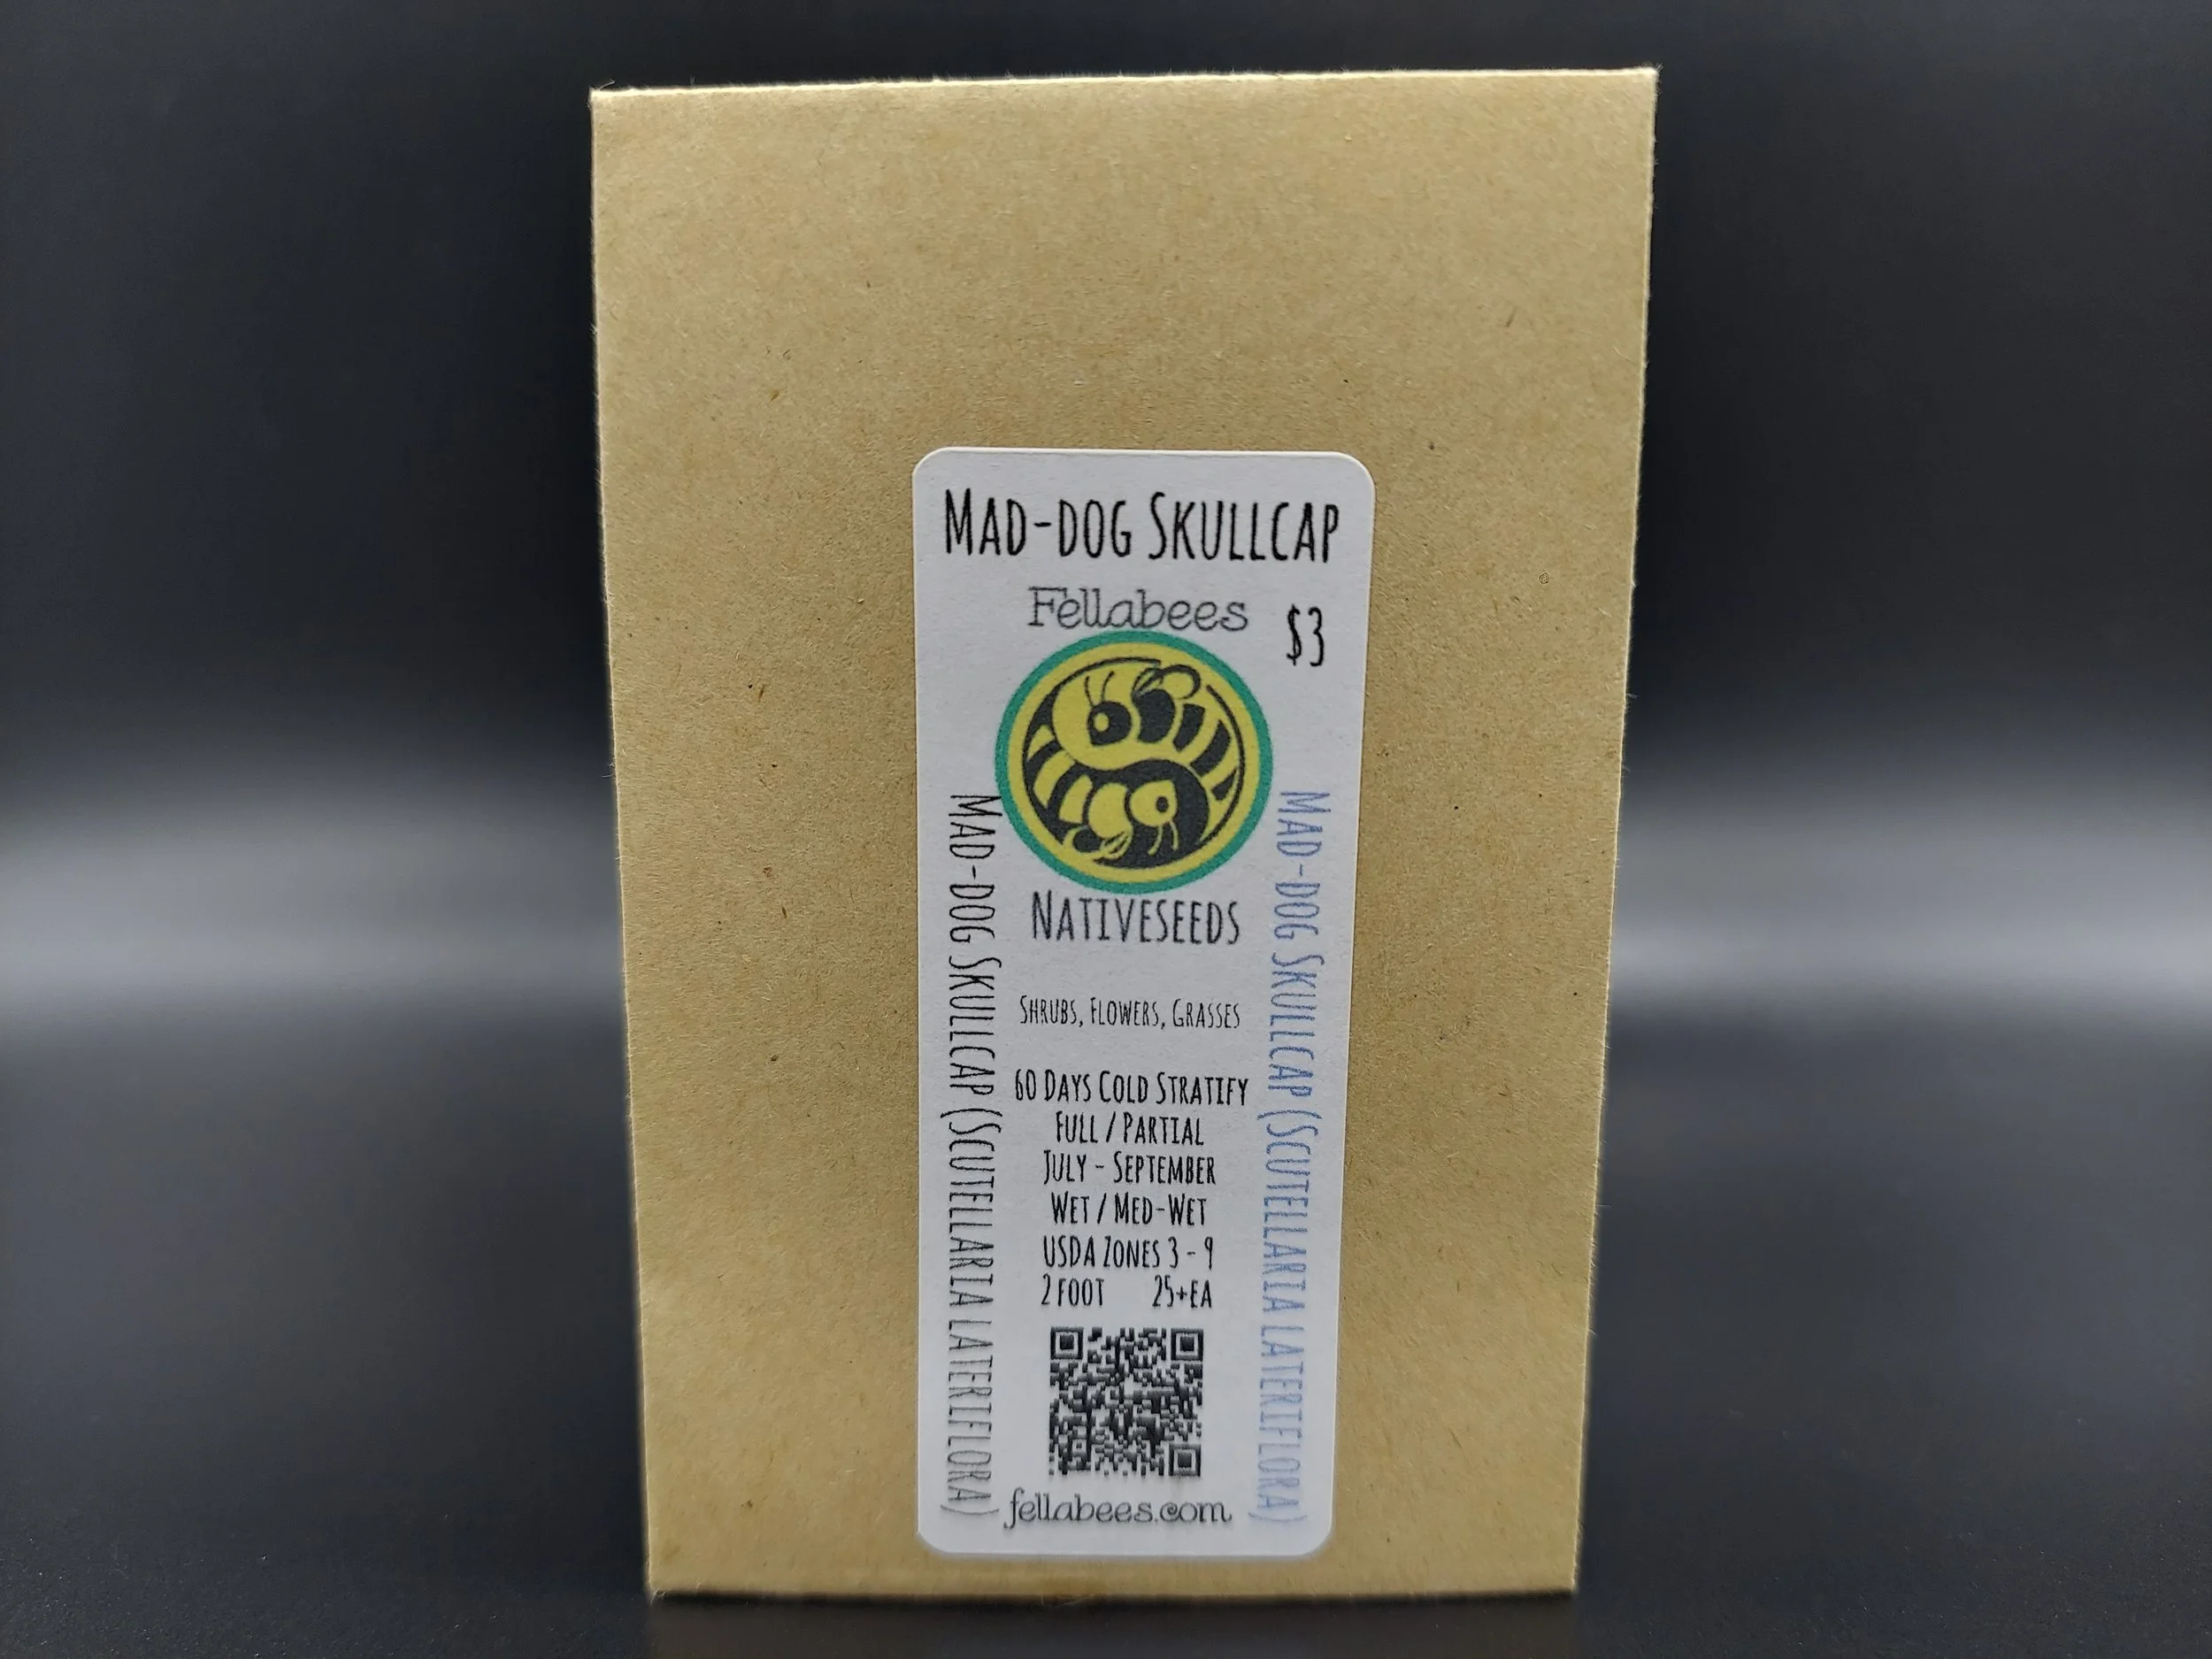 Mad-dog Skullcap
Fellabees
$3
Nativeseeds
Mad-dog Skullcap (Scutellaria lateriflora)
Mad-dog Skullcap (Scutellaria lateriflora)
Shrubs, Flowers, Grasses
60 Days Cold Stratify
Full / Partial
July - September
Wet / Med-Wet
USDA Zones 3 - 9
2 foot 25+ea
fellabees.com